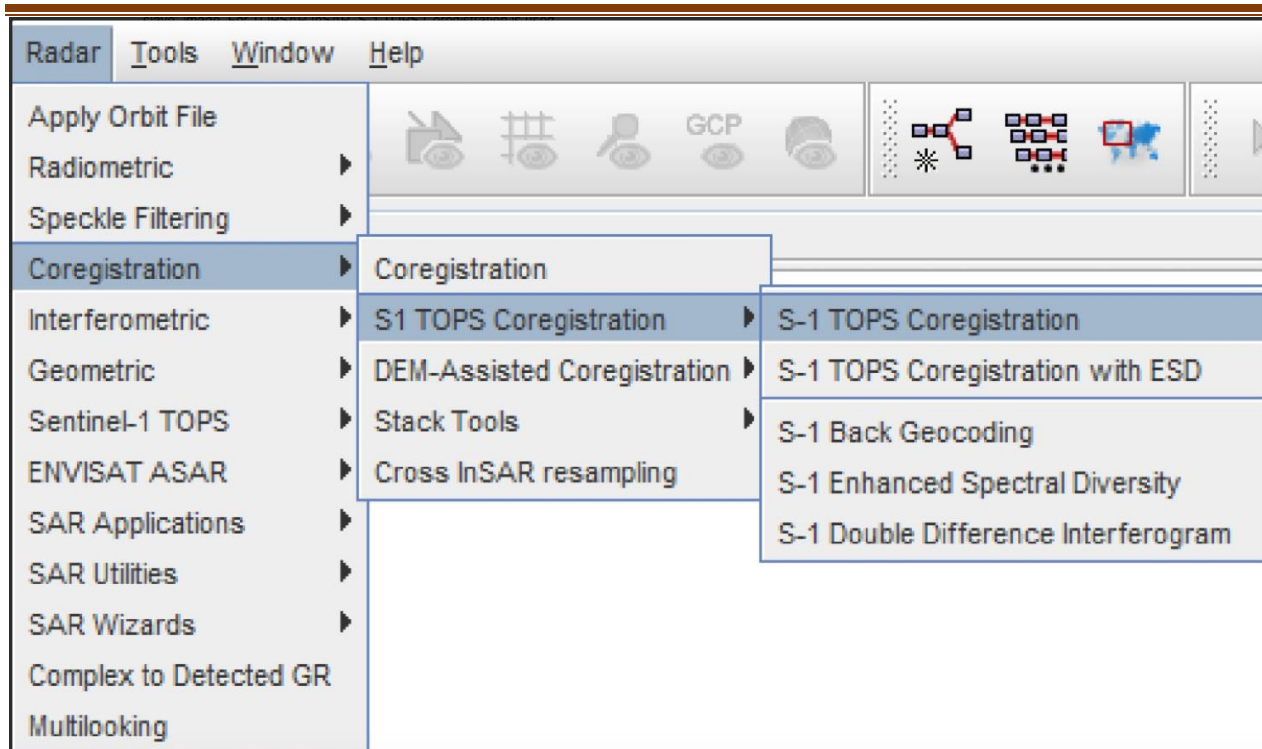 Radar Tools Window Help
Apply Orbit File
Radiometric
Speckle Filtering
Coregistration
Interferometric
Geometric
Sentinel-1 TOPS
ENVISAT ASAR
SAR Applications
SAR Utilities
SAR Wizards
Complex to Detected GR
Multilooking
GCP
Coregistration
S1 TOPS Coregistration
DEM-Assisted Coregistration
Stack Tools
Cross InSAR resampling
S-1 TOPS Coregistration
S-1 TOPS Coregistration with ESD
S-1 Back Geocoding
S-1 Enhanced Spectral Diversity
S-1 Double Difference Interferogram